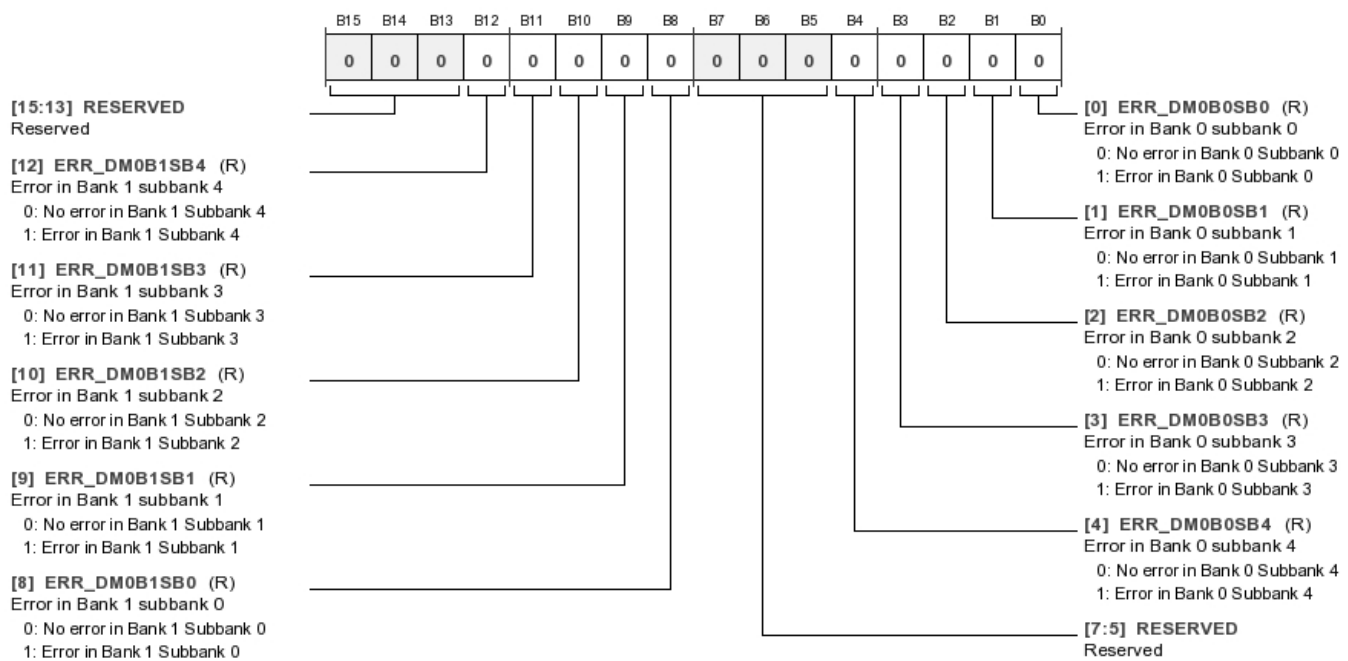 B15 B14 B13 B12 B11 B10 B9 B8 B7 B6 B5 B4 B3 B2 B1 B0
0 0 0 0 0 0 0 0 0 0 0 0 0 0 0 0
[15:13] RESERVED
Reserved
[12] ERR_DM0B1SB4 (R)
Error in Bank 1 subbank 4
0: No error in Bank 1 Subbank 4
1: Error in Bank 1 Subbank 4
[11] ERR_DM0B1SB3 (R)
Error in Bank 1 subbank 3
0: No error in Bank 1 Subbank 3
1: Error in Bank 1 Subbank 3
[10] ERR_DM0B1SB2 (R)
Error in Bank 1 subbank 2
0: No error in Bank 1 Subbank 2
1: Error in Bank 1 Subbank 2
[9] ERR_DM0B1SB1 (R)
Error in Bank 1 subbank 1
0: No error in Bank 1 Subbank 1
1: Error in Bank 1 Subbank 1
[8] ERR_DM0B1SB0 (R)
Error in Bank 1 subbank 0
0: No error in Bank 1 Subbank 0
1: Error in Bank 1 Subbank 0
[0] ERR_DM0B0SB0 (R)
Error in Bank 0 subbank 0
0: No error in Bank 0 Subbank 0
1: Error in Bank 0 Subbank 0
[1] ERR_DM0B0SB1 (R)
Error in Bank 0 subbank 1
0: No error in Bank 0 Subbank 1
1: Error in Bank 0 Subbank 1
[2] ERR_DM0B0SB2 (R)
Error in Bank 0 subbank 2
0: No error in Bank 0 Subbank 2
1: Error in Bank 0 Subbank 2
[3] ERR_DM0B0SB3 (R)
Error in Bank 0 subbank 3
0: No error in Bank 0 Subbank 3
1: Error in Bank 0 Subbank 3
[4] ERR_DM0B0SB4 (R)
Error in Bank 0 subbank 4
0: No error in Bank 0 Subbank 4
1: Error in Bank 0 Subbank 4
[7:5] RESERVED
Reserved